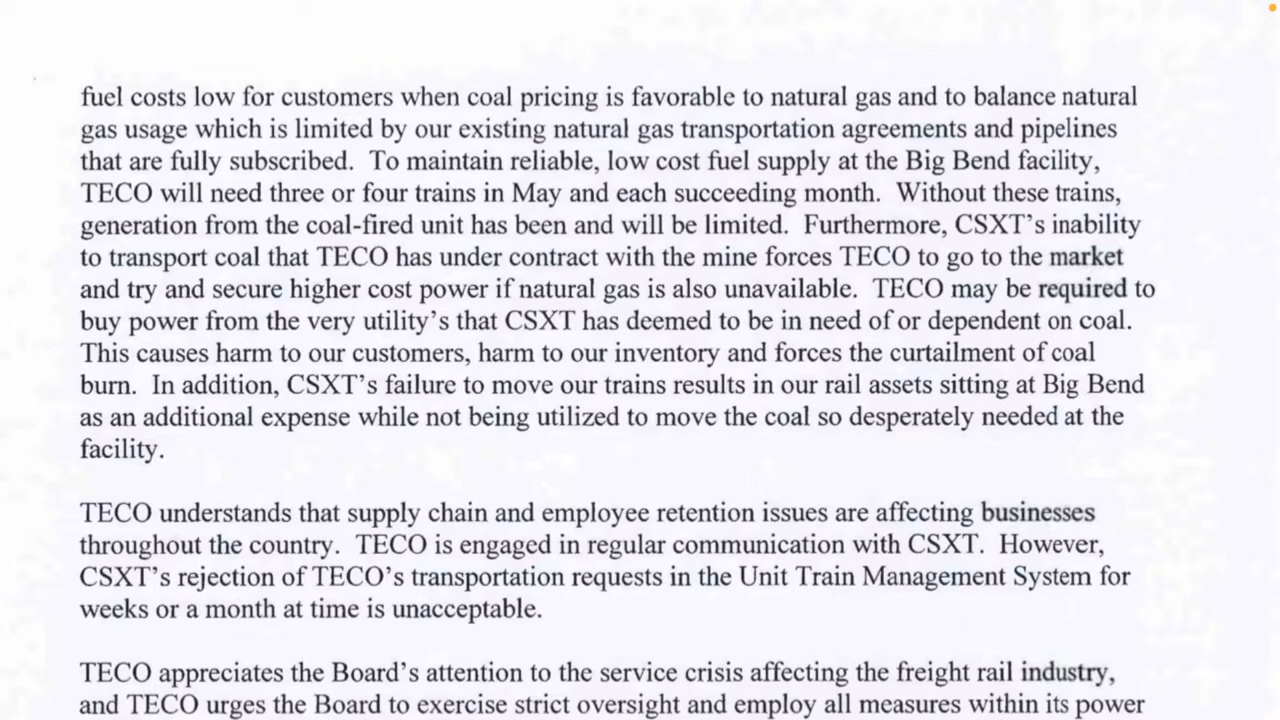 fuel costs low for customers when coal pricing is favorable to natural gas and to balance natural
gas usage which is limited by our existing natural gas transportation agreements and pipelines
that are fully subscribed.  To maintain reliable, low cost fuel supply at the Big Bend facility,
TECO will need three or four trains in May and each succeeding month.  Without these trains,
generation from the coal-fired unit has been and will be limited.  Furthermore, CSXT's inability
to transport coal that TECO has under contract with the mine forces TECO to go to the market
and try and secure higher cost power if natural gas is also unavailable.  TECO may be required to
buy power from the very utility's that CSXT has deemed to be in need of or dependent on coal.
This causes harm to our customers, harm to our inventory and forces the curtailment of coal
burn.  In addition, CSXT's failure to move our trains results in our rail assets sitting at Big Bend
as an additional expense while not being utilized to move the coal so desperately needed at the
facility.
TECO understands that supply chain and employee retention issues are affecting businesses
throughout the country.  TECO is engaged in regular communication with CSXT.  However,
CSXT's rejection of TECO's transportation requests in the Unit Train Management System for
weeks or a month at time is unacceptable.
TECO appreciates the Board's attention to the service crisis affecting the freight rail industry,
and TECO urges the Board to exercise strict oversight and employ all measures within its power